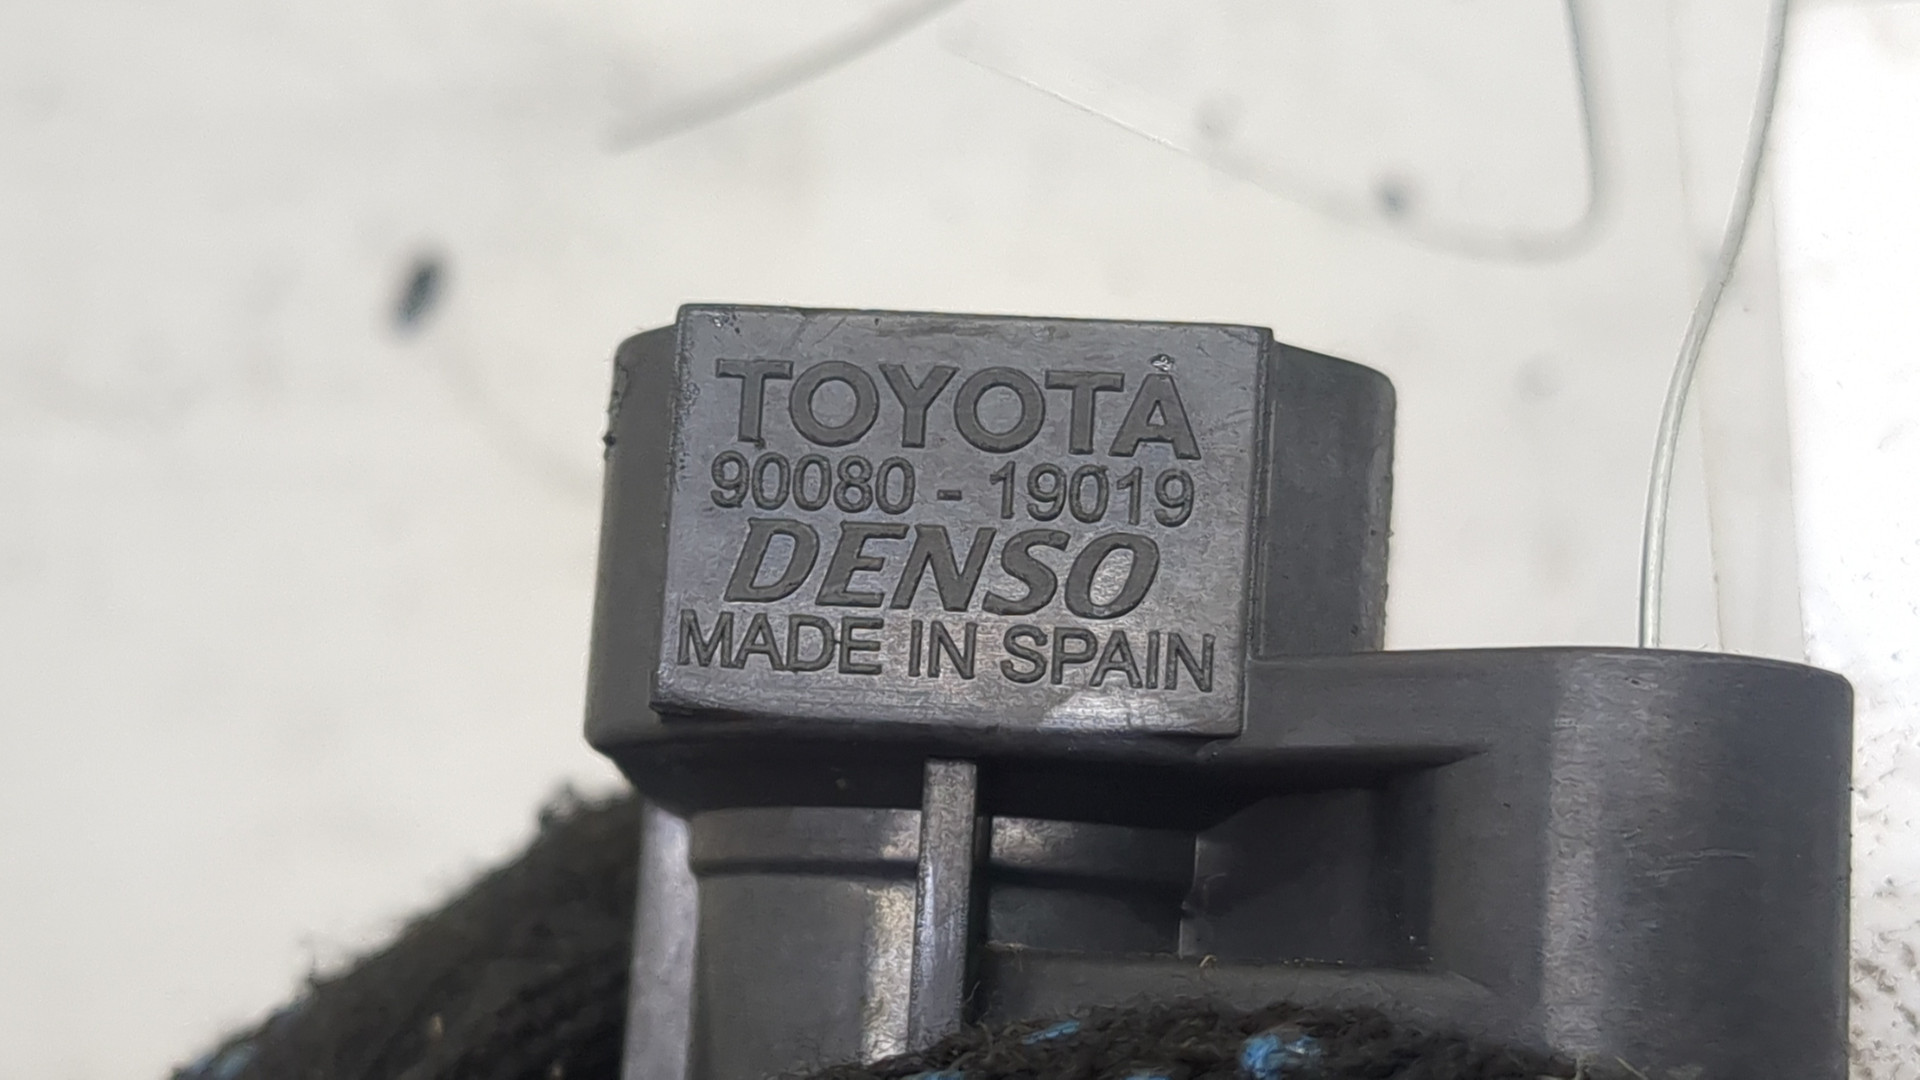 TOYOTA
90080-19019
DENSO
MADE IN SPAIN